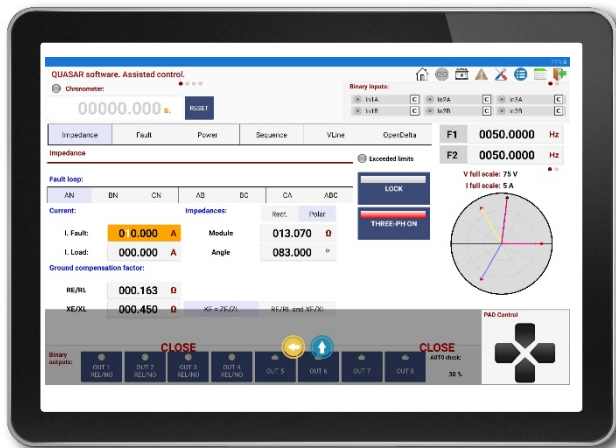 77%
QUASAR software. Assisted control.
Chronometer:
00000.000 s.
RESET
Binary inputs:
In1A C In2A C In3A C
In1B C In2B C In3B C
Impedance Fault Power Sequence VLine OpenDelta
F1 0050.0000 Hz
F2 0050.0000 Hz
Impedance
Exceeded limits
LOCK
THREE-PH ON
V full scale: 75 V
I full scale: 5 A
Fault loop:
AN BN CN AB BC CA ABC
Current:
Impedances:
Rect. Polar
I. Fault: 010.000 A
Module 013.070 Ω
I. Load: 000.000 A
Angle 083.000 °
Ground compensation factor:
RE/RL 000.163 Ω
XE/XL 000.450 Ω
KE = ZE/ZL RE/RL and XE/XL
PAD Control
CLOSE CLOSE
Binary outputs:
OUT 1 REL/NO
OUT 2 REL/NO
OUT 3 REL/NO
OUT 4 REL/NO
OUT 5
OUT 6
OUT 7
OUT 8
AUTO check:
30 %